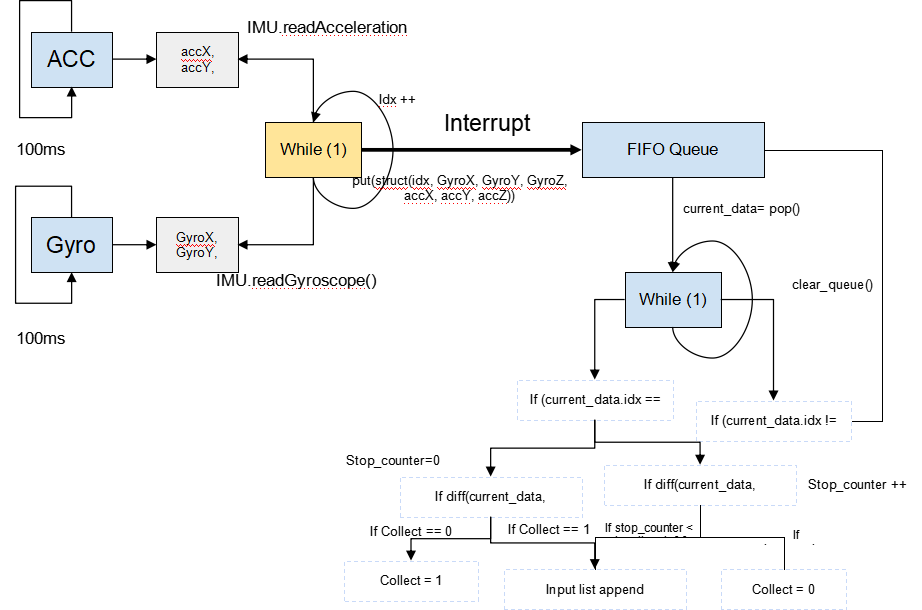 IMU.readAcceleration
ACC
accX,
accY,
Idx ++
100ms
While (1)
Interrupt
FIFO Queue
put(struct(idx, GyroX, GyroY, GyroZ,
accX, accY, accZ))
Gyro
GyroX,
GyroY,
IMU.readGyroscope()
100ms
current_data= pop()
clear_queue()
While (1)
If (current_data.idx ==
If (current_data.idx !=
Stop_counter=0
If diff(current_data,
If diff(current_data,
Stop_counter ++
If Collect == 0
If Collect == 1
If stop_counter <
If
Collect = 1
Input list append
Collect = 0